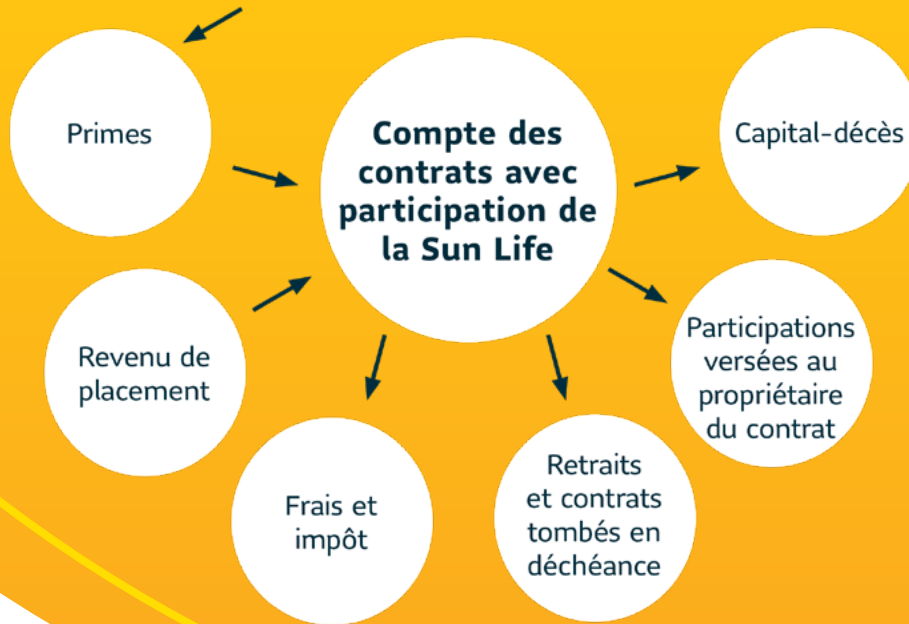 Primes
Compte des
contrats avec
participation de
la Sun Life
Capital-décès
Revenu de
placement
Participations
versées au
propriétaire
du contrat
Frais et
impôt
Retraits
et contrats
tombés en
déchéance